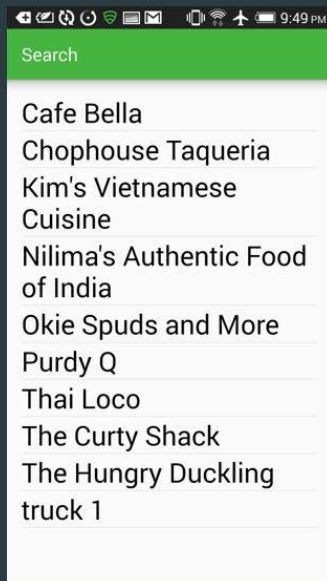 9:49 PM
Search
Cafe Bella
Chophouse Taqueria
Kim's Vietnamese
Cuisine
Nilima's Authentic Food
of India
Okie Spuds and More
Purdy Q
Thai Loco
The Curty Shack
The Hungry Duckling
truck 1